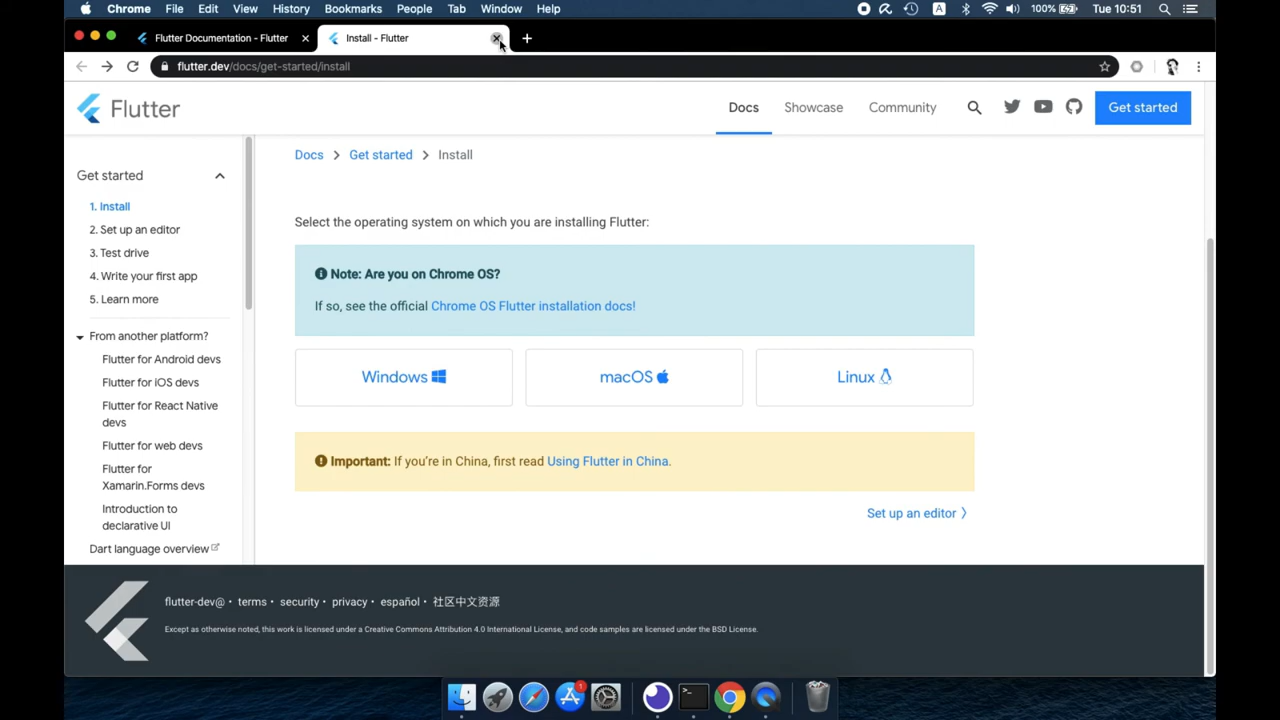 Chrome File Edit View History Bookmarks People Tab Window Help A 100% Tue 10:51
Flutter Documentation - Flutter Install - Flutter
flutter.dev/docs/get-started/install
Flutter Docs Showcase Community Get started
Docs Get started Install
Get started
1. Install
2. Set up an editor
3. Test drive
4. Write your first app
5. Learn more
From another platform?
Flutter for Android devs
Flutter for iOS devs
Flutter for React Native
devs
Flutter for web devs
Flutter for
Xamarin.Forms devs
Introduction to
declarative UI
Dart language overview
Select the operating system on which you are installing Flutter:
Note: Are you on Chrome OS?
If so, see the official Chrome OS Flutter installation docs!
Windows macOS Linux
Important: If you're in China, first read Using Flutter in China.
Set up an editor
flutter-dev@ • terms • security • privacy • español • 社区中文资源
Except as otherwise noted, this work is licensed under a Creative Commons Attribution 4.0 International License, and code samples are licensed under the BSD License.
1